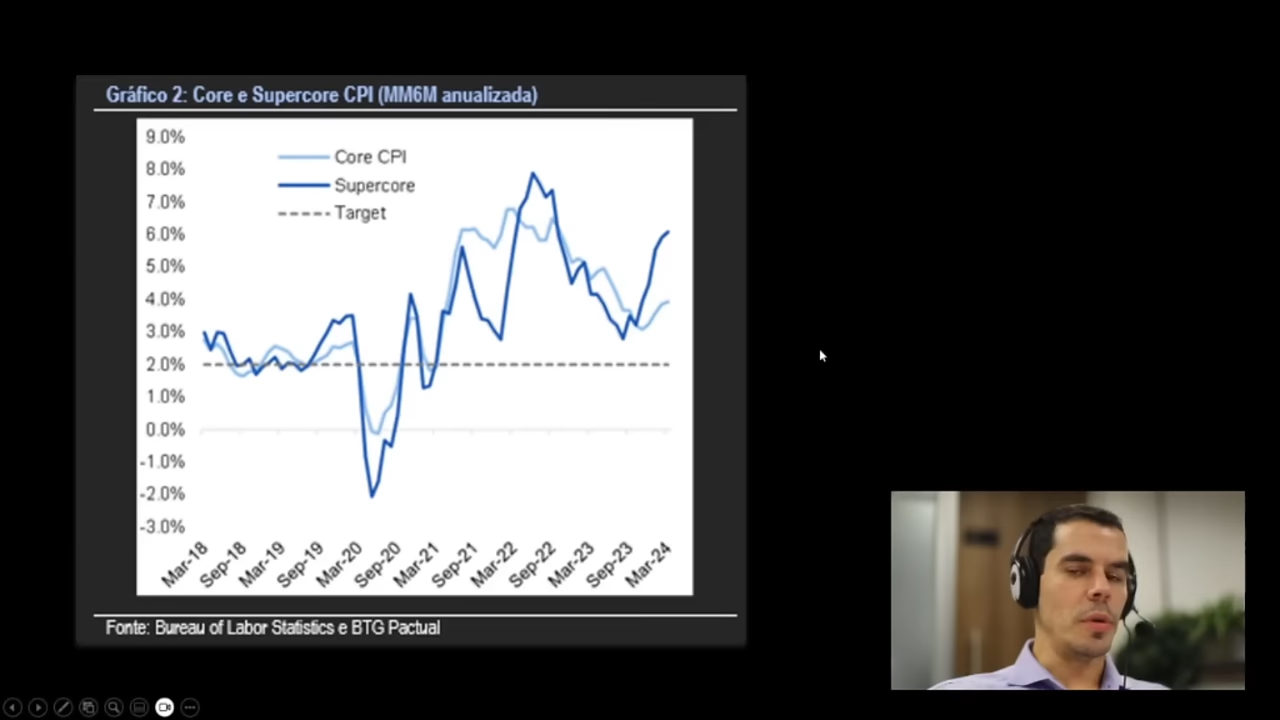 Gráfico 2: Core e Supercore CPI (MM6M anualizada)
9.0%
8.0%
7.0%
6.0%
5.0%
4.0%
3.0%
2.0%
1.0%
0.0%
-1.0%
-2.0%
-3.0%
Core CPI
Supercore
Target
Mar-18
Sep-18
Mar-19
Sep-19
Mar-20
Sep-20
Mar-21
Sep-21
Mar-22
Sep-22
Mar-23
Sep-23
Mar-24
Fonte: Bureau of Labor Statistics e BTG Pactual